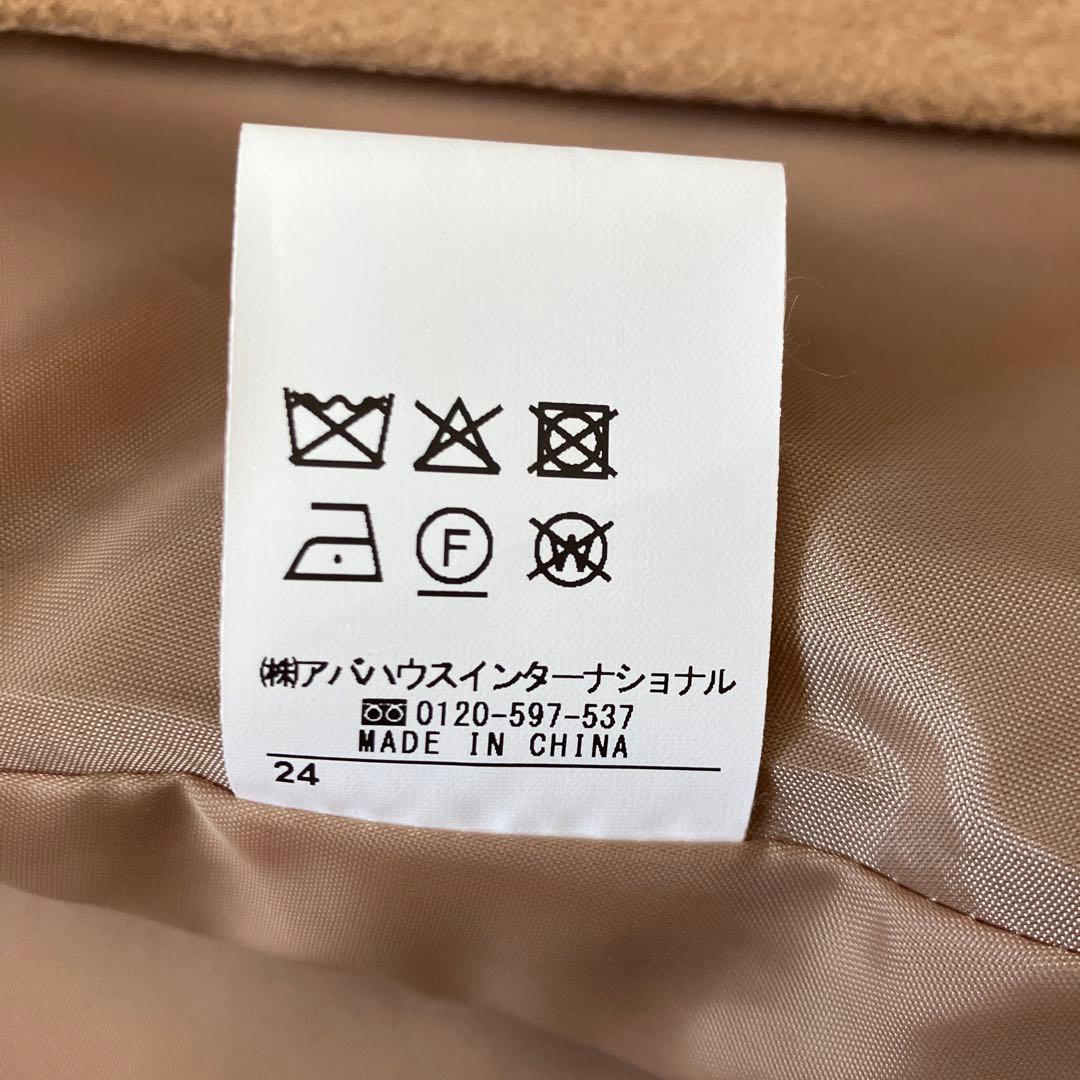 F W
㈱アバハウスインターナショナル
0120-597-537
MADE IN CHINA
24